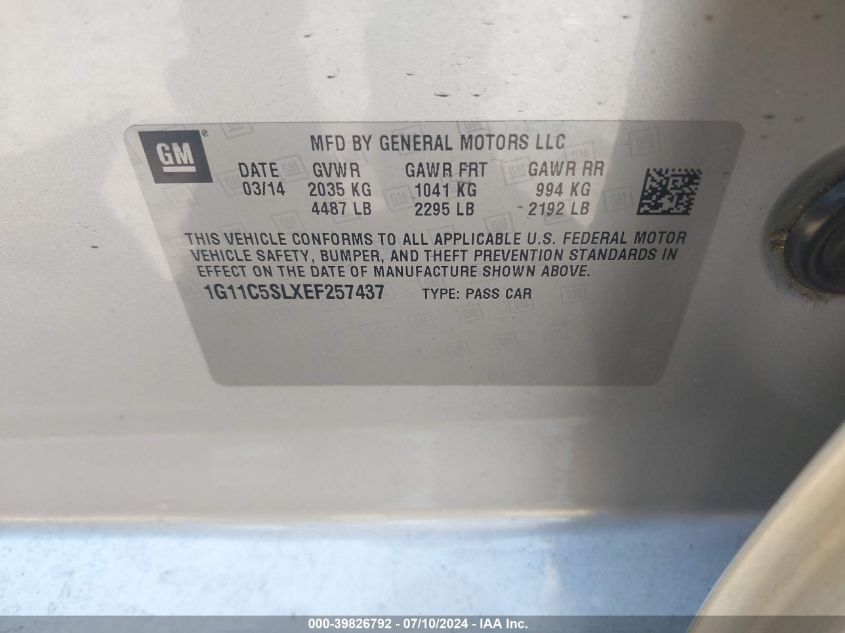 GM ® MFD BY GENERAL MOTORS LLC
DATE GVWR GAWR FRT GAWR RR
03/14 2035 KG 1041 KG 994 KG
4487 LB 2295 LB 2192 LB
THIS VEHICLE CONFORMS TO ALL APPLICABLE U.S. FEDERAL MOTOR
VEHICLE SAFETY, BUMPER, AND THEFT PREVENTION STANDARDS IN
EFFECT ON THE DATE OF MANUFACTURE SHOWN ABOVE.
1G11C5SLXEF257437 TYPE: PASS CAR
000-39826792 - 07/10/2024 - IAA Inc.